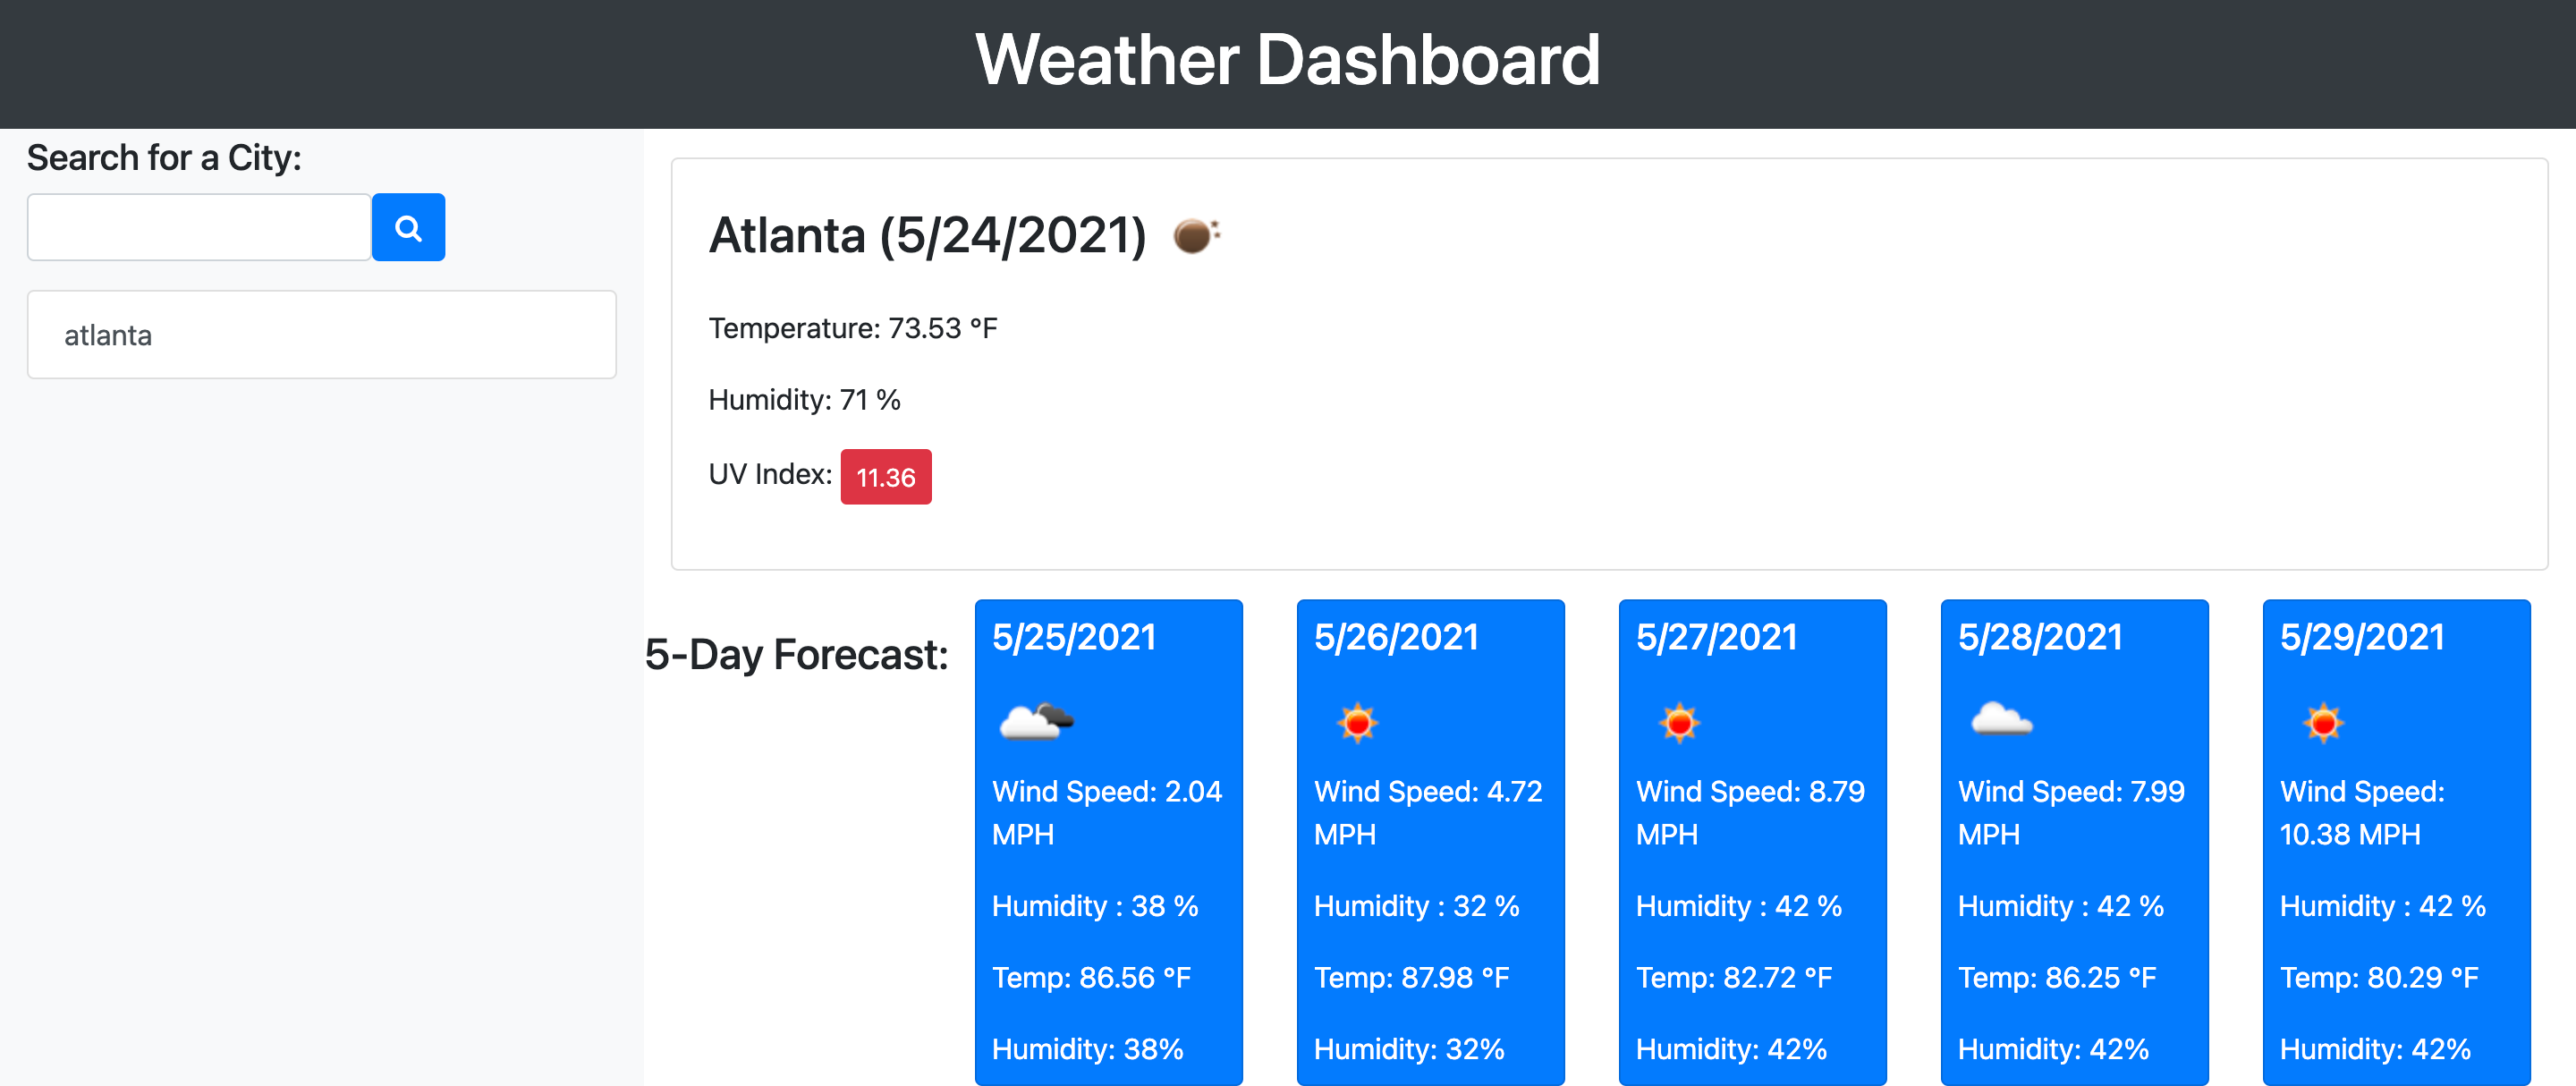 Weather Dashboard
Search for a City:
atlanta
Atlanta (5/24/2021)
Temperature: 73.53 °F
Humidity: 71 %
UV Index: 11.36
5-Day Forecast:
5/25/2021
Wind Speed: 2.04
MPH
Humidity : 38 %
Temp: 86.56 °F
Humidity: 38%
5/26/2021
Wind Speed: 4.72
MPH
Humidity : 32 %
Temp: 87.98 °F
Humidity: 32%
5/27/2021
Wind Speed: 8.79
MPH
Humidity : 42 %
Temp: 82.72 °F
Humidity: 42%
5/28/2021
Wind Speed: 7.99
MPH
Humidity : 42 %
Temp: 86.25 °F
Humidity: 42%
5/29/2021
Wind Speed:
10.38 MPH
Humidity : 42 %
Temp: 80.29 °F
Humidity: 42%